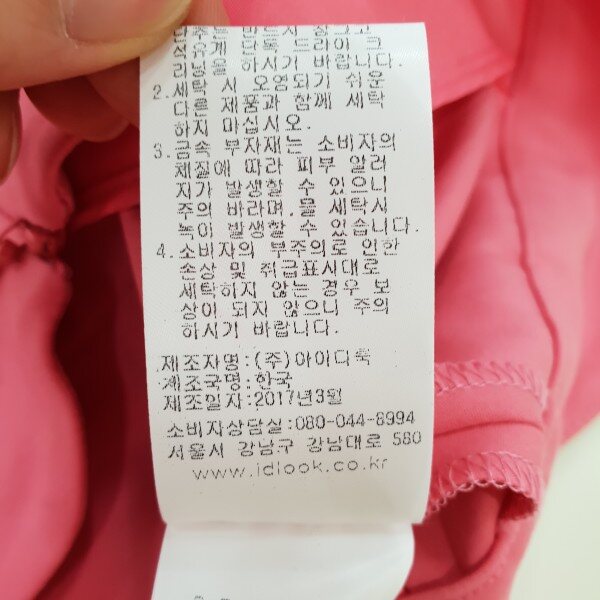 단추는 반드시 잠그고
석유계 단독 드라이 크
리닝을 하시기 바랍니다.
2.세탁 시 오염되기 쉬운
다른 제품과 함께 세탁
하지 마십시오.
3.금속 부자재는 소비자의
체질에 따라 피부 알러
지가 발생할 수 있으니
주의 바라며,물 세탁시
녹이 발생할 수 있습니다.
4.소비자의 부주의로 인한
손상 및 취급표시대로
세탁하지 않는 경우 보
상이 되지 않으니 주의
하시기 바랍니다.
제조자명:(주)아이디룩
제조국명:한국
제조일자:2017년3월
소비자상담실:080-044-8994
서울시 강남구 강남대로 580
www.idlook.co.kr